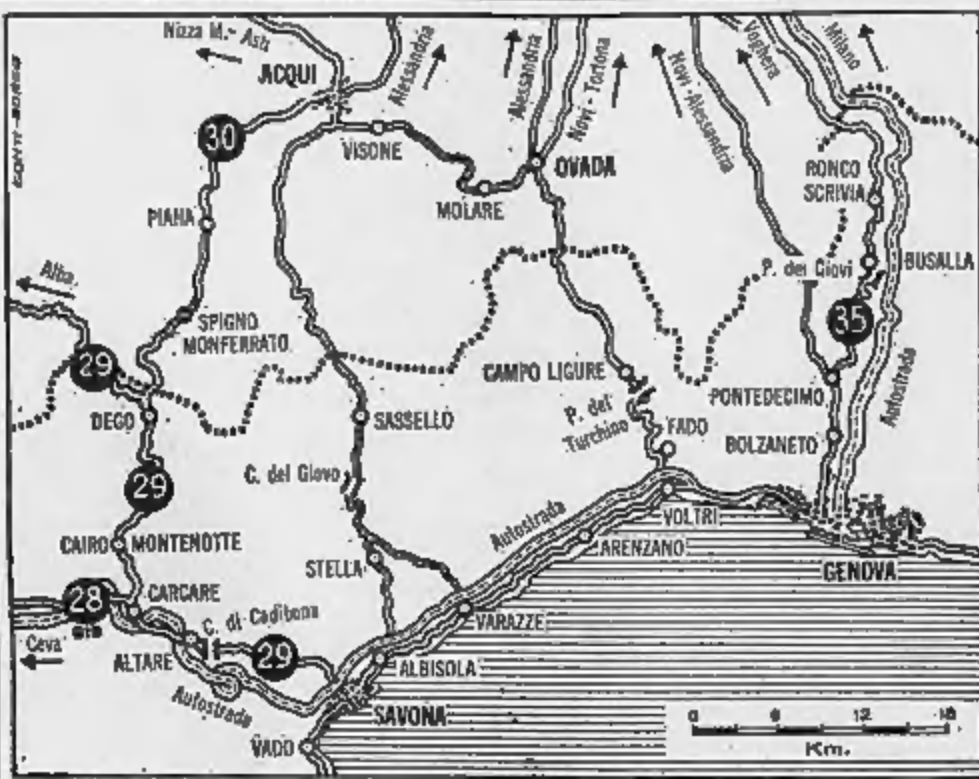 Nizza M. - Asti
ACQUI
Alessandria
Alessandria
Novi - Tortona
Novi - Alessandria
Voghera
Milano
30
VISONE
OVADA
MOLARE
RONCO
SCRIVIA
PIANA
Alba
P. dei Giovi
BUSALLA
SPIGNO
MONFERRATO
35
29
CAMPO LIGURE
PONTEDECIMO
DEGO
SASSELLO
P. del
Turchino
FADO
BOLZANETO
Autostrada
C. del Giovo
29
Autostrada
VOLTRI
CAIRO MONTENOTTE
STELLA
ARENZANO
GENOVA
28
bis
CARCARE
C. di Cadibona
VARAZZE
Ceva
ALTARE
29
ALBISOLA
Autostrada
SAVONA
VADO
0 6 12 18
Km.